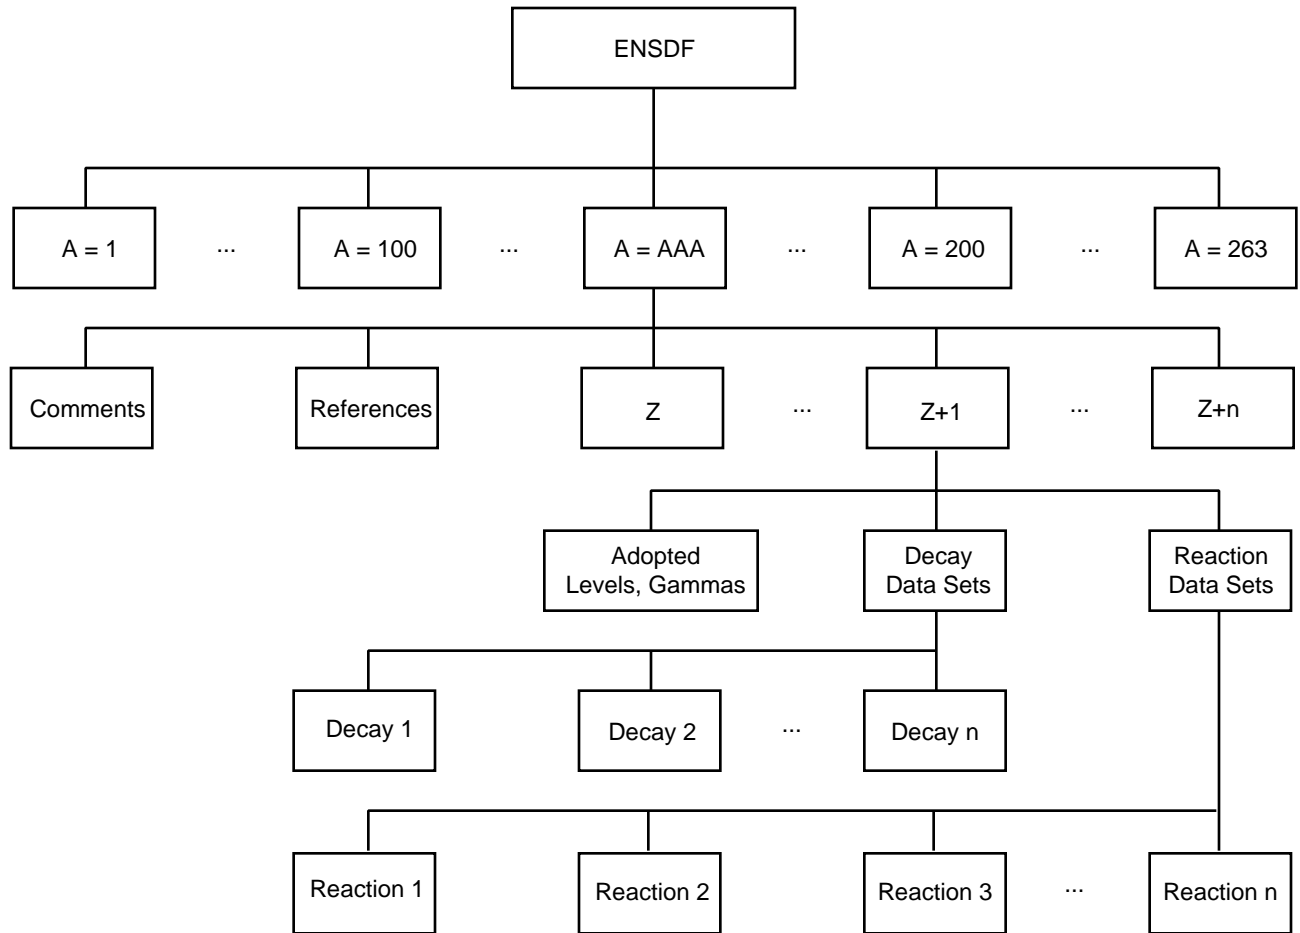 ENSDF
A = 1
...
A = 100
...
A = AAA
...
A = 200
...
A = 263
Comments
References
Z
...
Z+1
...
Z+n
Adopted
Levels, Gammas
Decay
Data Sets
Reaction
Data Sets
Decay 1
Decay 2
...
Decay n
Reaction 1
Reaction 2
Reaction 3
...
Reaction n